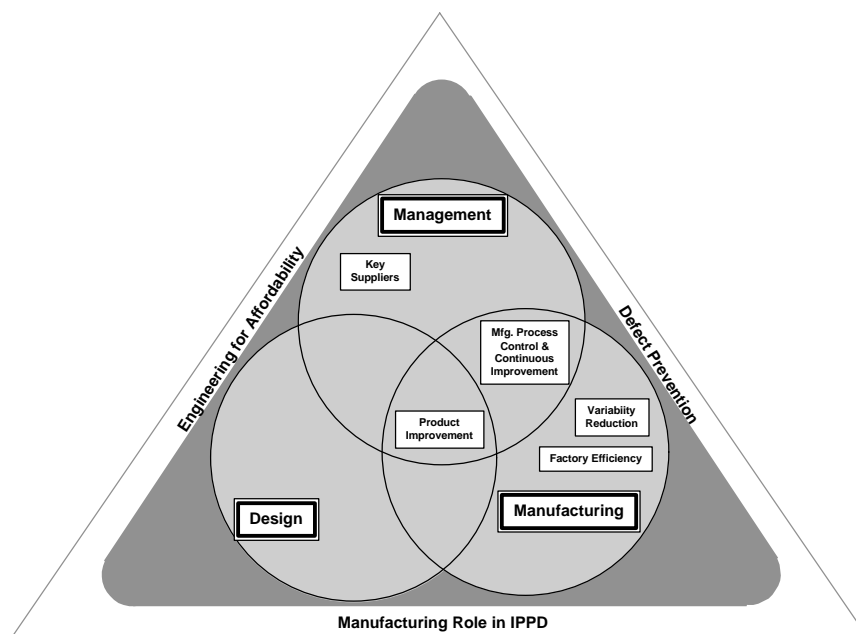 Management
Key
Suppliers
Engineering for Affordability
Defect Prevention
Mfg. Process
Control &
Continuous
Improvement
Product
Improvement
Variabiity
Reduction
Factory Efficiency
Design
Manufacturing
Manufacturing Role in IPPD